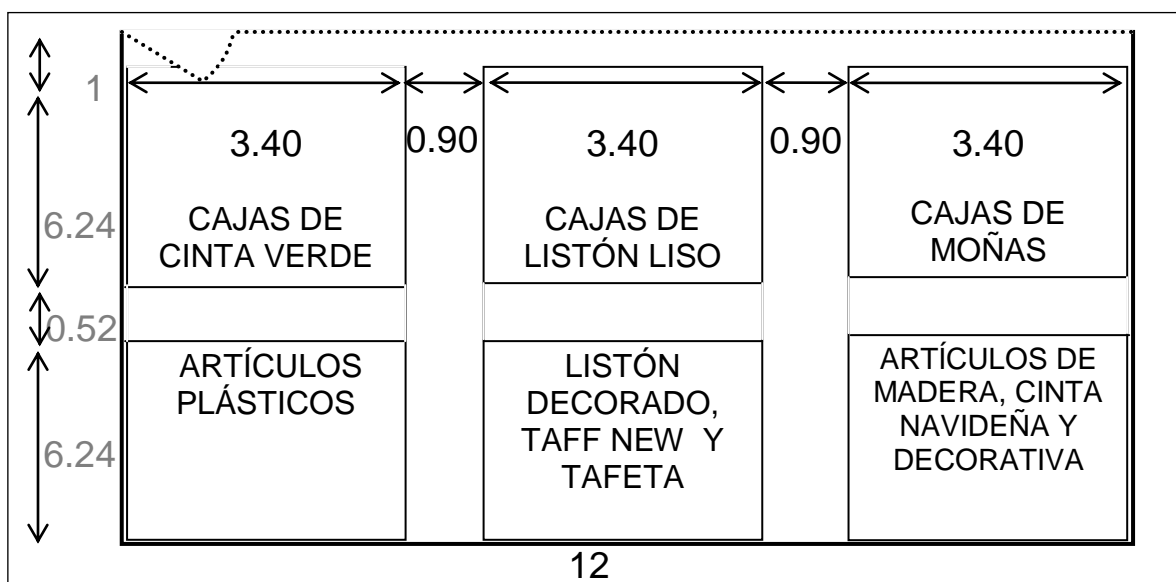 1
3.40 0.90 3.40 0.90 3.40
6.24
CAJAS DE
CINTA VERDE
CAJAS DE
LISTÓN LISO
CAJAS DE
MOÑAS
0.52
ARTÍCULOS
PLÁSTICOS
LISTÓN
DECORADO,
TAFF NEW Y
TAFETA
ARTÍCULOS DE
MADERA, CINTA
NAVIDEÑA Y
DECORATIVA
6.24
12